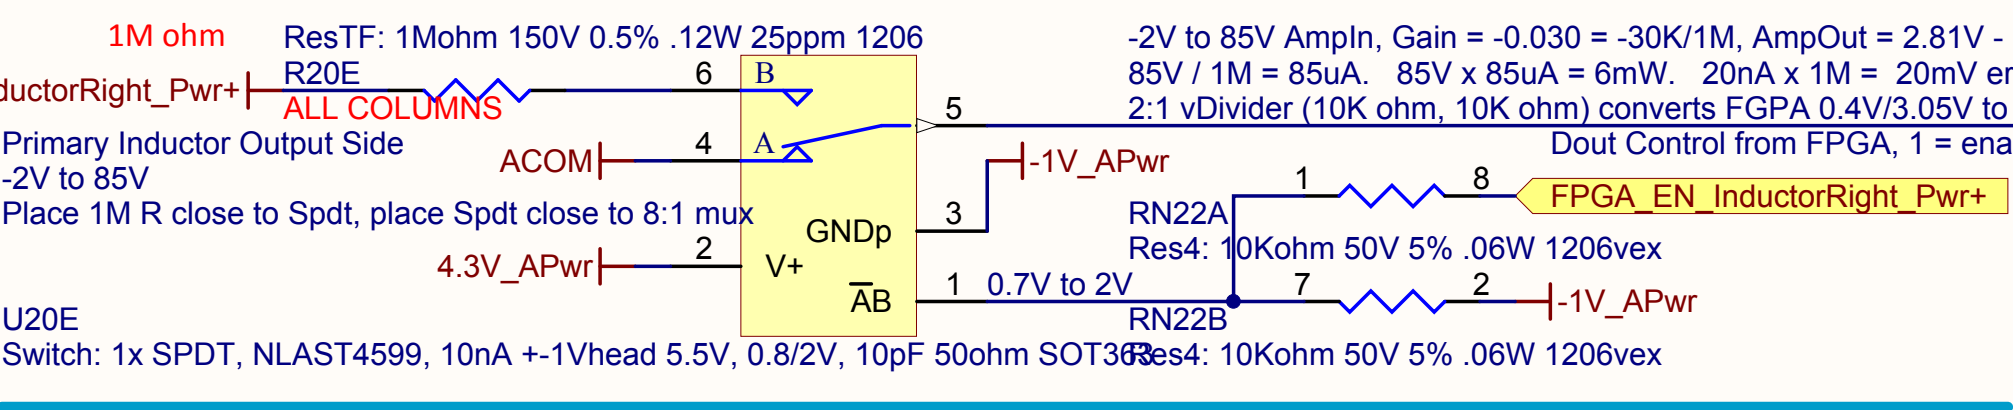 1M ohm
ResTF: 1Mohm 150V 0.5% .12W 25ppm 1206
-2V to 85V AmpIn, Gain = -0.030 = -30K/1M, AmpOut = 2.81V -
ductorRight_Pwr+
R20E
6
B
85V / 1M = 85uA. 85V x 85uA = 6mW. 20nA x 1M = 20mV er
ALL COLUMNS
5
2:1 vDivider (10K ohm, 10K ohm) converts FGPA 0.4V/3.05V to
Primary Inductor Output Side
ACOM
4
A
-1V_APwr
Dout Control from FPGA, 1 = ena
-2V to 85V
1
8
FPGA_EN_InductorRight_Pwr+
Place 1M R close to Spdt, place Spdt close to 8:1 mux
GNDp
3
RN22A
Res4: 10Kohm 50V 5% .06W 1206vex
4.3V_APwr
2
V+
A̅B
1
0.7V to 2V
7
2
-1V_APwr
U20E
RN22B
Switch: 1x SPDT, NLAST4599, 10nA +-1Vhead 5.5V, 0.8/2V, 10pF 50ohm SOT363
Res4: 10Kohm 50V 5% .06W 1206vex